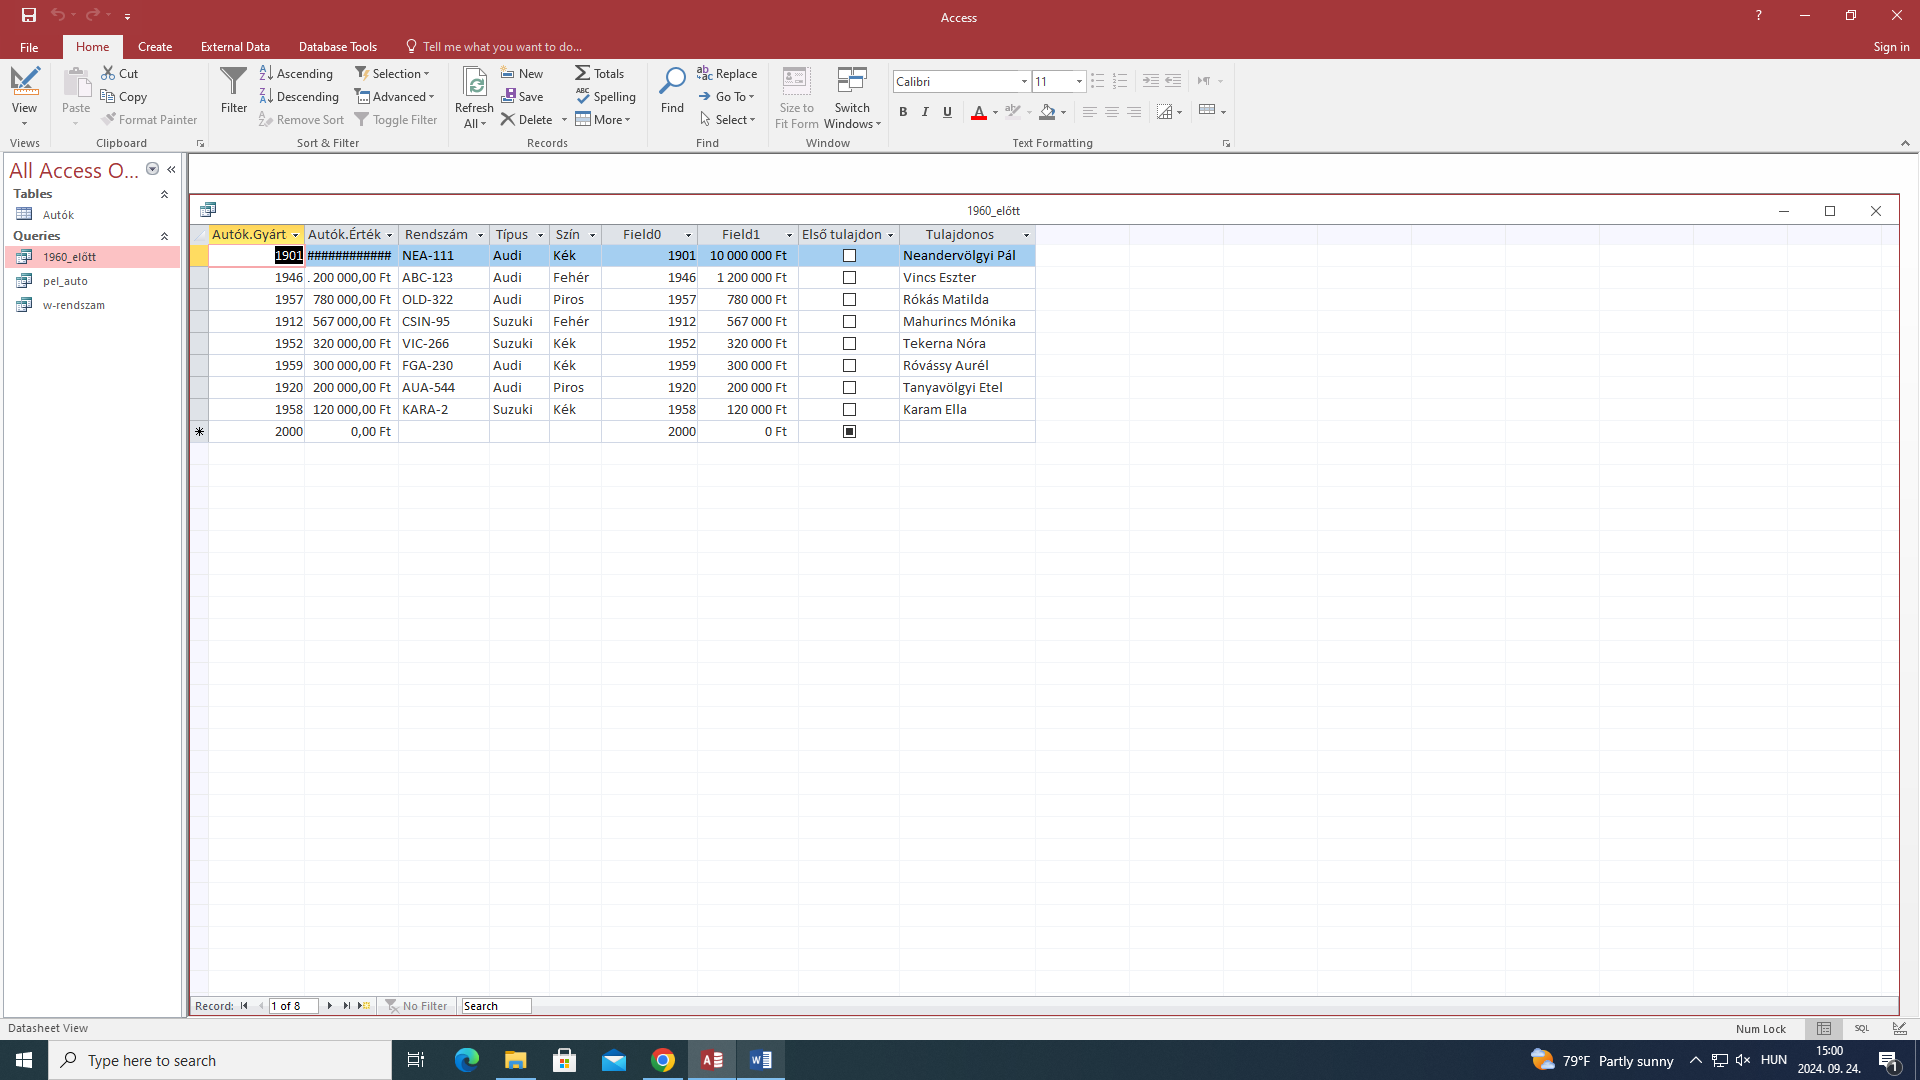 Access
?
File Home Create External Data Database Tools Tell me what you want to do... Sign in
View
Views
Paste
Cut
Copy
Format Painter
Clipboard
Filter
Ascending
Descending
Remove Sort
Selection
Advanced
Toggle Filter
Sort & Filter
Refresh
All
New
Save
Delete
Totals
Spelling
More
Records
Find
Replace
Go To
Select
Find
Size to
Fit Form
Switch
Windows
Window
Calibri 11
B I U A
Text Formatting
All Access O...
Tables
Autók
Queries
1960_előtt
pel_auto
w-rendszam
1960_előtt
Autók.Gyárt Autók.Érték Rendszám Típus Szín Field0 Field1 Első tulajdon Tulajdonos
1901 ############ NEA-111 Audi Kék 1901 10 000 000 Ft Neandervölgyi Pál
1946 . 200 000,00 Ft ABC-123 Audi Fehér 1946 1 200 000 Ft Vincs Eszter
1957 780 000,00 Ft OLD-322 Audi Piros 1957 780 000 Ft Rókás Matilda
1912 567 000,00 Ft CSIN-95 Suzuki Fehér 1912 567 000 Ft Mahurincs Mónika
1952 320 000,00 Ft VIC-266 Suzuki Kék 1952 320 000 Ft Tekerna Nóra
1959 300 000,00 Ft FGA-230 Audi Kék 1959 300 000 Ft Róvássy Aurél
1920 200 000,00 Ft AUA-544 Audi Piros 1920 200 000 Ft Tanyavölgyi Etel
1958 120 000,00 Ft KARA-2 Suzuki Kék 1958 120 000 Ft Karam Ella
2000 0,00 Ft 2000 0 Ft
Record: 1 of 8 No Filter Search
Datasheet View Num Lock SQL
Type here to search
79°F Partly sunny HUN
15:00
2024. 09. 24.
1